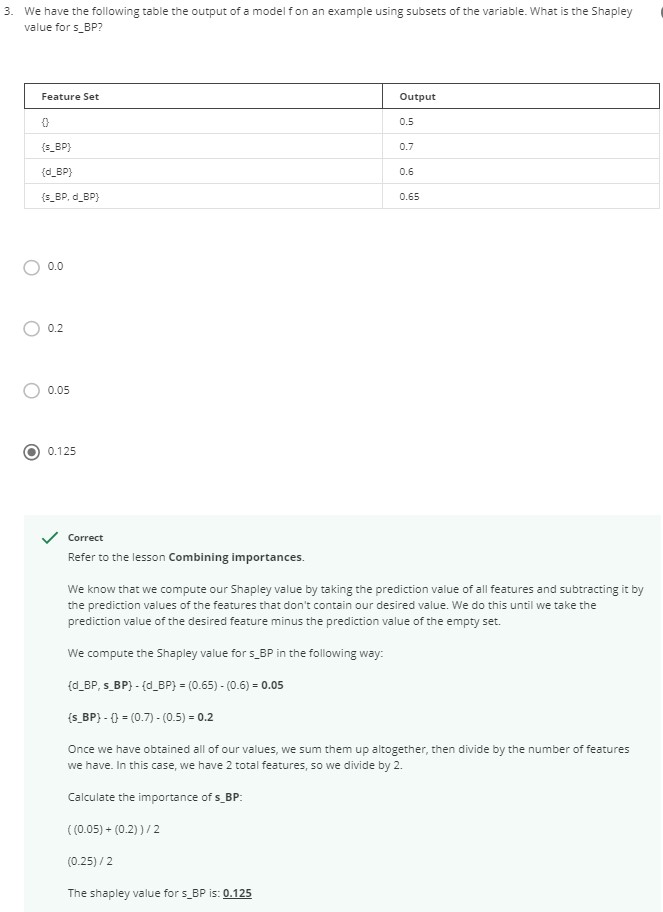 3. We have the following table the output of a model f on an example using subsets of the variable. What is the Shapley
value for s_BP?
Feature Set Output
{} 0.5
{s_BP} 0.7
{d_BP} 0.6
{s_BP, d_BP} 0.65
0.0
0.2
0.05
0.125
Correct
Refer to the lesson Combining importances.
We know that we compute our Shapley value by taking the prediction value of all features and subtracting it by
the prediction values of the features that don't contain our desired value. We do this until we take the
prediction value of the desired feature minus the prediction value of the empty set.
We compute the Shapley value for s_BP in the following way:
{d_BP, s_BP} - {d_BP} = (0.65) - (0.6) = 0.05
{s_BP} - {} = (0.7) - (0.5) = 0.2
Once we have obtained all of our values, we sum them up altogether, then divide by the number of features
we have. In this case, we have 2 total features, so we divide by 2.
Calculate the importance of s_BP:
( (0.05) + (0.2) ) / 2
(0.25) / 2
The shapley value for s_BP is: 0.125